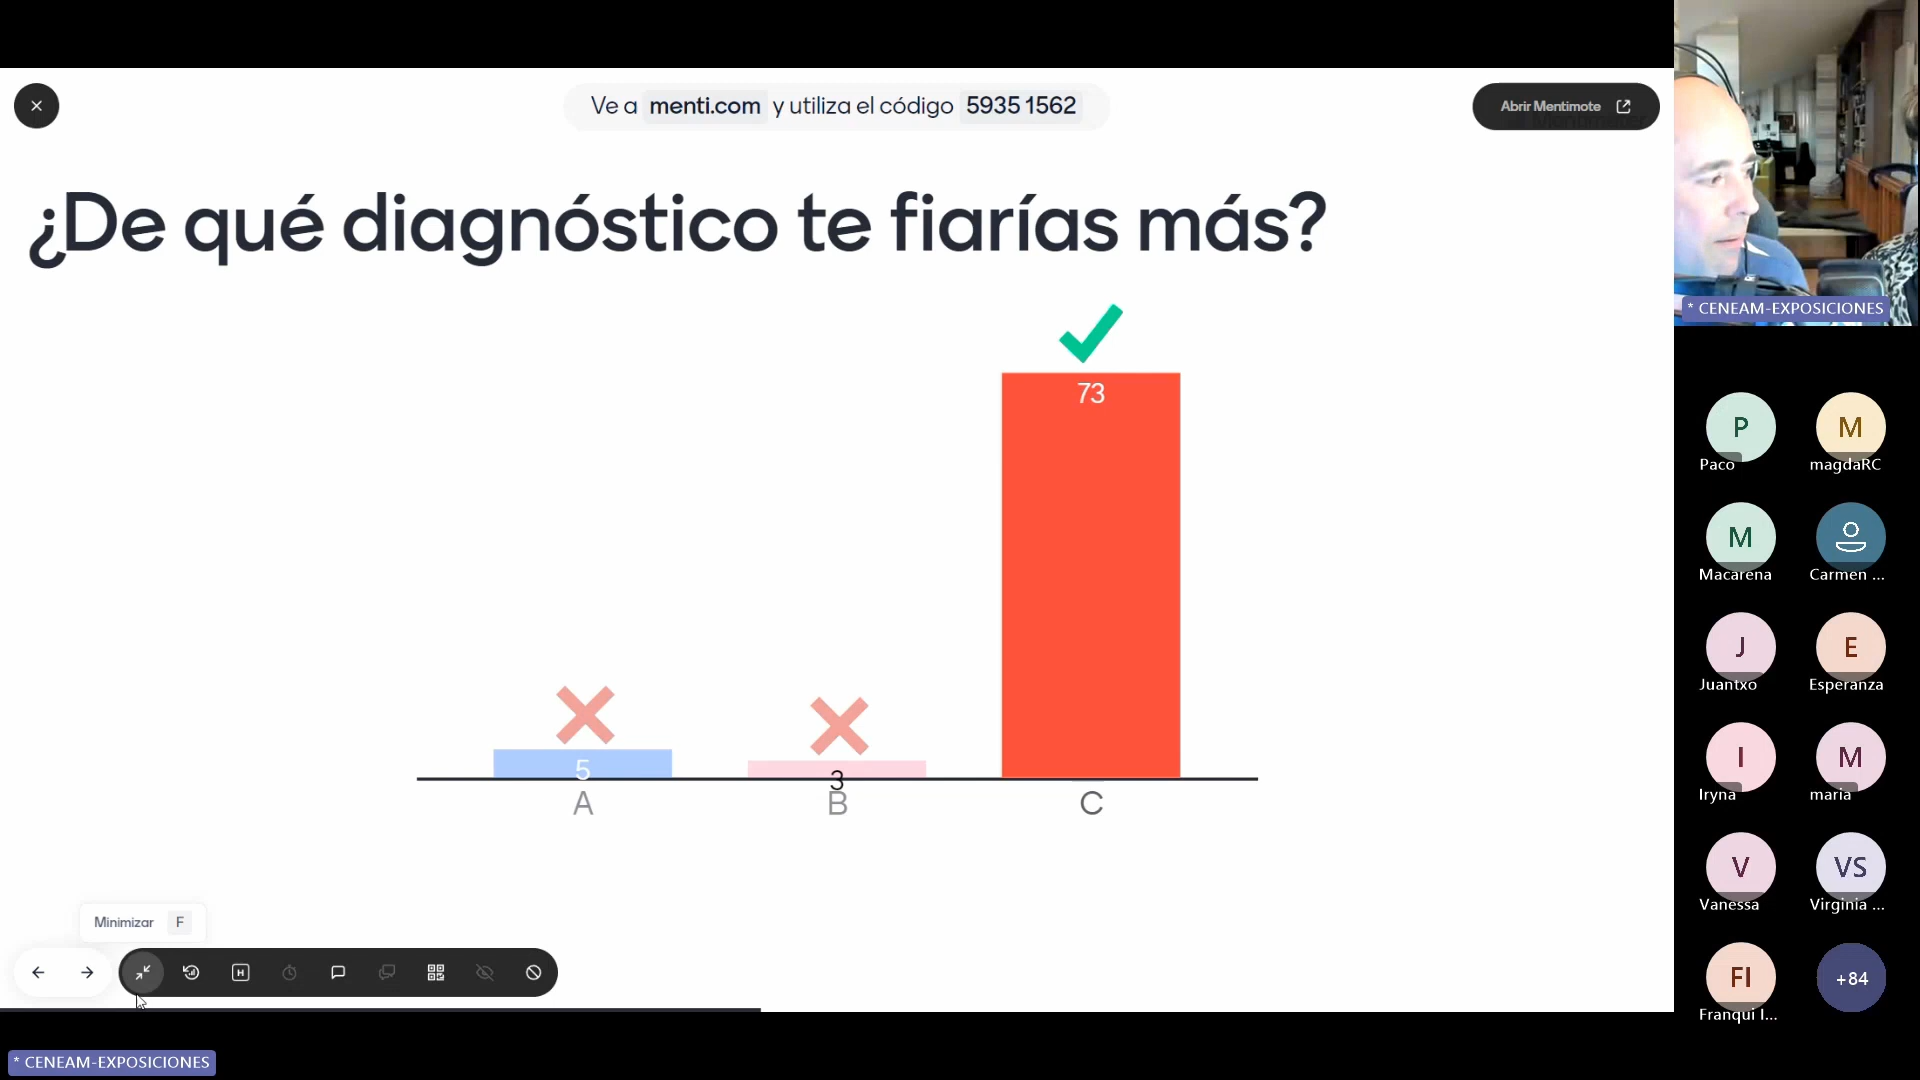 Ve a menti.com y utiliza el código 5935 1562
Abrir Mentimote
¿De qué diagnóstico te fiarías más?
73
5
3
A
B
C
Minimizar F
H
* CENEAM-EXPOSICIONES
* CENEAM-EXPOSICIONES
P
Paco
M
magdaRC
M
Macarena
Carmen ...
J
Juantxo
E
Esperanza
I
Iryna
M
maria
V
Vanessa
VS
Virginia ...
FI
Franqui I...
+84